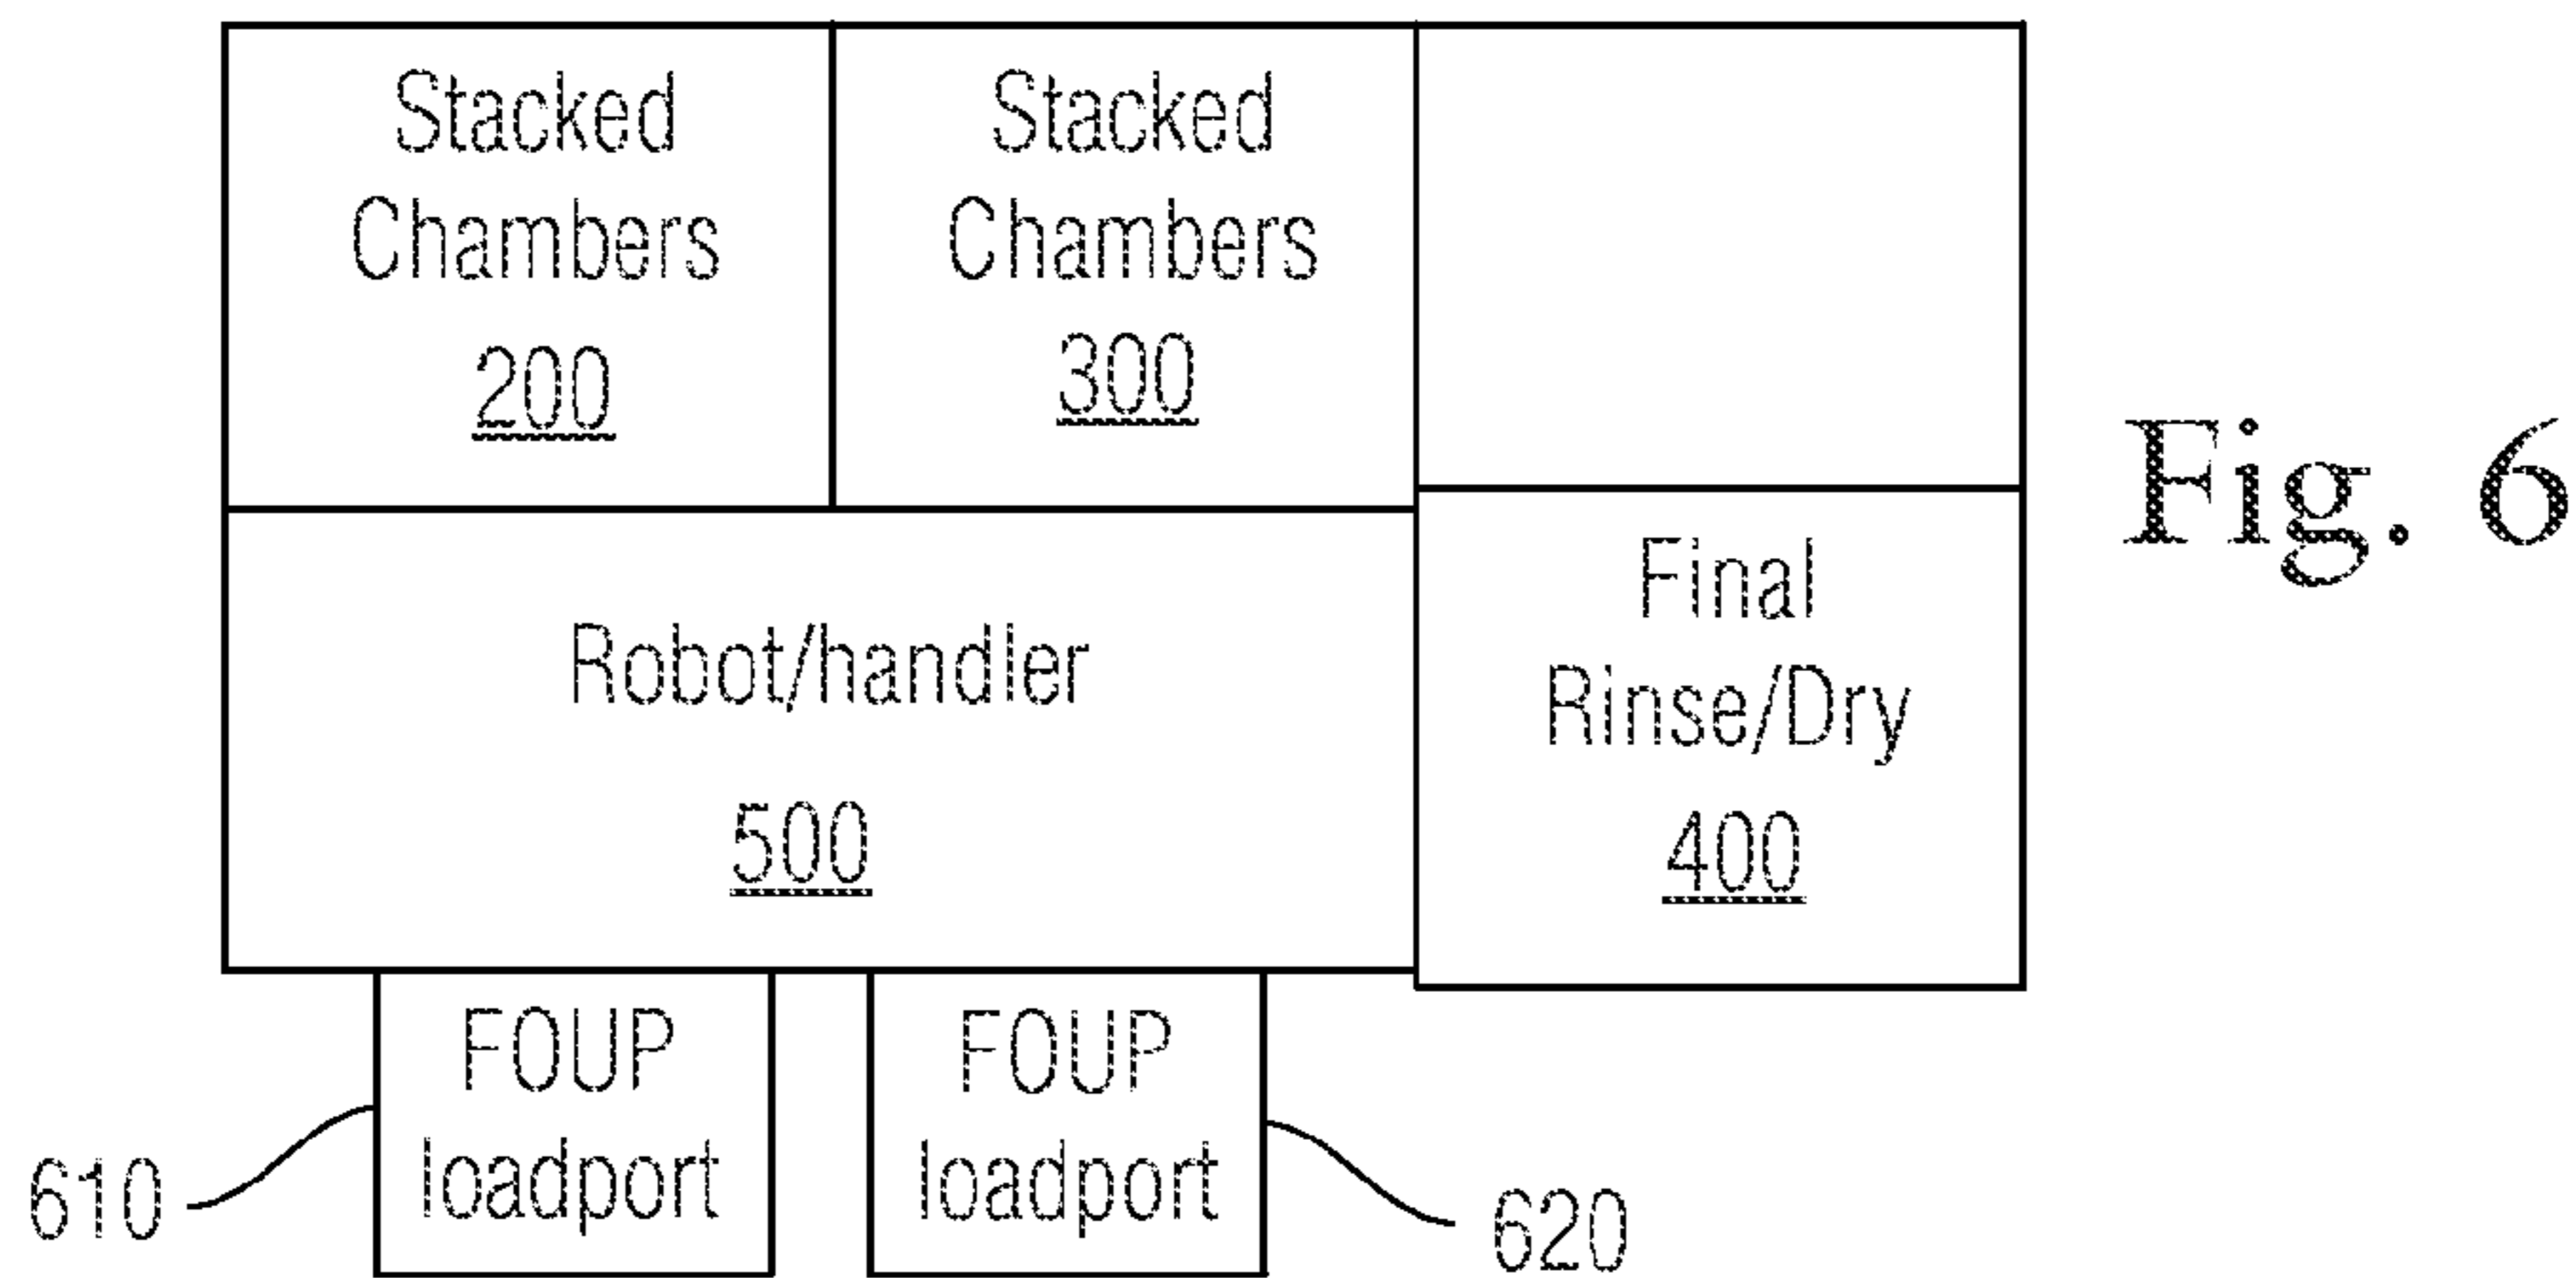 Stacked
Chambers
200
Stacked
Chambers
300
Robot/handler
500
Final
Rinse/Dry
400
FOUP
loadport
FOUP
loadport
610
620
Fig. 6